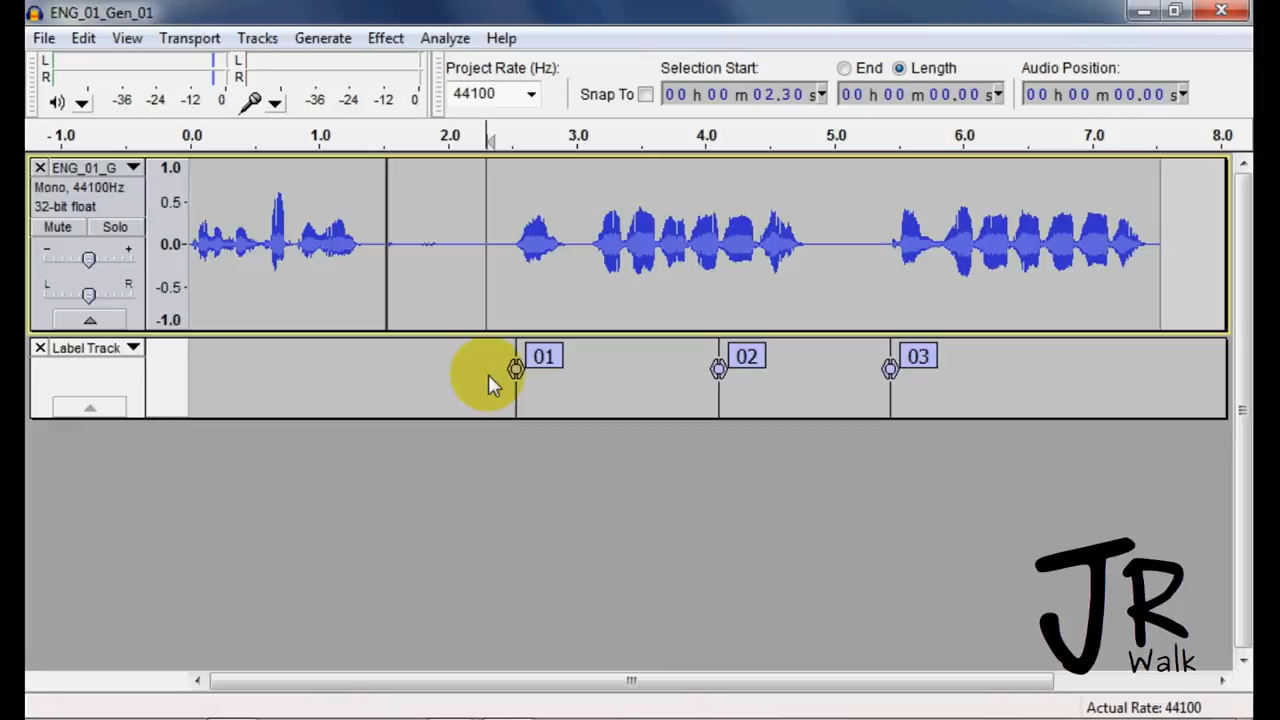 ENG_01_Gen_01
File Edit View Transport Tracks Generate Effect Analyze Help
L L
R R
-36 -24 -12 0 -36 -24 -12 0
Project Rate (Hz): Selection Start: End Length Audio Position:
44100 Snap To 00 h 00 m 02.30 s 00 h 00 m 00.00 s 00 h 00 m 00.00 s
-1.0 0.0 1.0 2.0 3.0 4.0 5.0 6.0 7.0 8.0
ENG_01_G 1.0
Mono, 44100Hz
32-bit float 0.5
Mute Solo
- + 0.0
L R -0.5
-1.0
Label Track 01 02 03
JR
Walk
Actual Rate: 44100